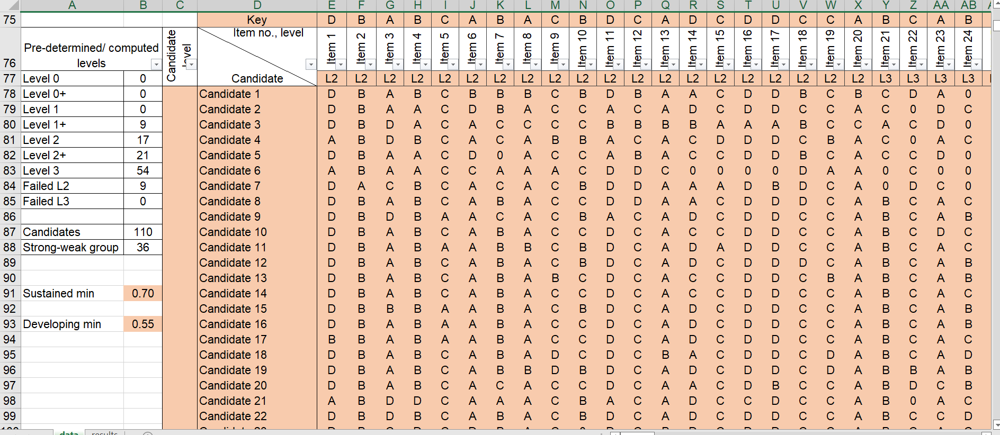 A B C D E F G H I J K L M N O P Q R S T U V W X Y Z AA AB
75 Key D B A B C A B A C B D C A D C D D C C A B C A B
76 Pre-determined/ computed levels Candidate level Item no., level Candidate Item 1 Item 2 Item 3 Item 4 Item 5 Item 6 Item 7 Item 8 Item 9 Item 10 Item 11 Item 12 Item 13 Item 14 Item 15 Item 16 Item 17 Item 18 Item 19 Item 20 Item 21 Item 22 Item 23 Item 24
77 Level 0 0 L2 L2 L2 L2 L2 L2 L2 L2 L2 L2 L2 L2 L2 L2 L2 L2 L2 L2 L2 L2 L3 L3 L3 L3
78 Level 0+ 0 Candidate 1 D B A B C B B B C B D B A A C D D B C B C D A 0
79 Level 1 0 Candidate 2 D B A A C D B A C C A C A D C D D C C A C 0 D C
80 Level 1+ 9 Candidate 3 D B D A C A C C C C B B B B A A A B C C A C D 0
81 Level 2 17 Candidate 4 A B D B C A C A B B A C A C D D D C B A C 0 A C
82 Level 2+ 21 Candidate 5 D B A A C D 0 A C C A B A C C D D B C A C C D 0
83 Level 3 54 Candidate 6 A B A A C C A A A C D D C 0 0 0 0 D A A 0 C 0 0
84 Failed L2 9 Candidate 7 D A C B C A C A C B D D A A A D B D C A 0 D C 0
85 Failed L3 0 Candidate 8 D B A B C A B A C C D D A A C D D D C A B C A C
86 Candidate 9 D B D B A A C A C B A C A D C D D C C A B C A B
87 Candidates 110 Candidate 10 D B A B C A B A C C D C A C C D D C C A B C D C
88 Strong-weak group 36 Candidate 11 D B A B A A B B C B D C A D A D D C C A B C A C
89 Candidate 12 D B A B C A B A C B D C A D C D D D C A B C A B
90 Candidate 13 D B A B C A B A B C D C A C C D D C B A B C A B
91 Sustained min 0.70 Candidate 14 D B A B C A B A C C D C A C C D D C C A B C A C
92 Candidate 15 D B B B A A B A C B D C A D C D D C C A B C A B
93 Developing min 0.55 Candidate 16 D B A B A A B A C C D C A D C D D C C A B C A B
94 Candidate 17 B B A B A A B A C C D C A D C D D C C A B C A C
95 Candidate 18 D B A B C A B A D C D C B A C D D C D A B C A D
96 Candidate 19 D B A B C A B B D B D C A D C D D C D A B B A B
97 Candidate 20 D B A B C A C A C C D C A A C D B C C A B D C B
98 Candidate 21 A B D D C A A A C B A C A D C C D C C A B 0 A C
99 Candidate 22 D B D B C A B A C B D C A D C D D C C A B C C D
data results